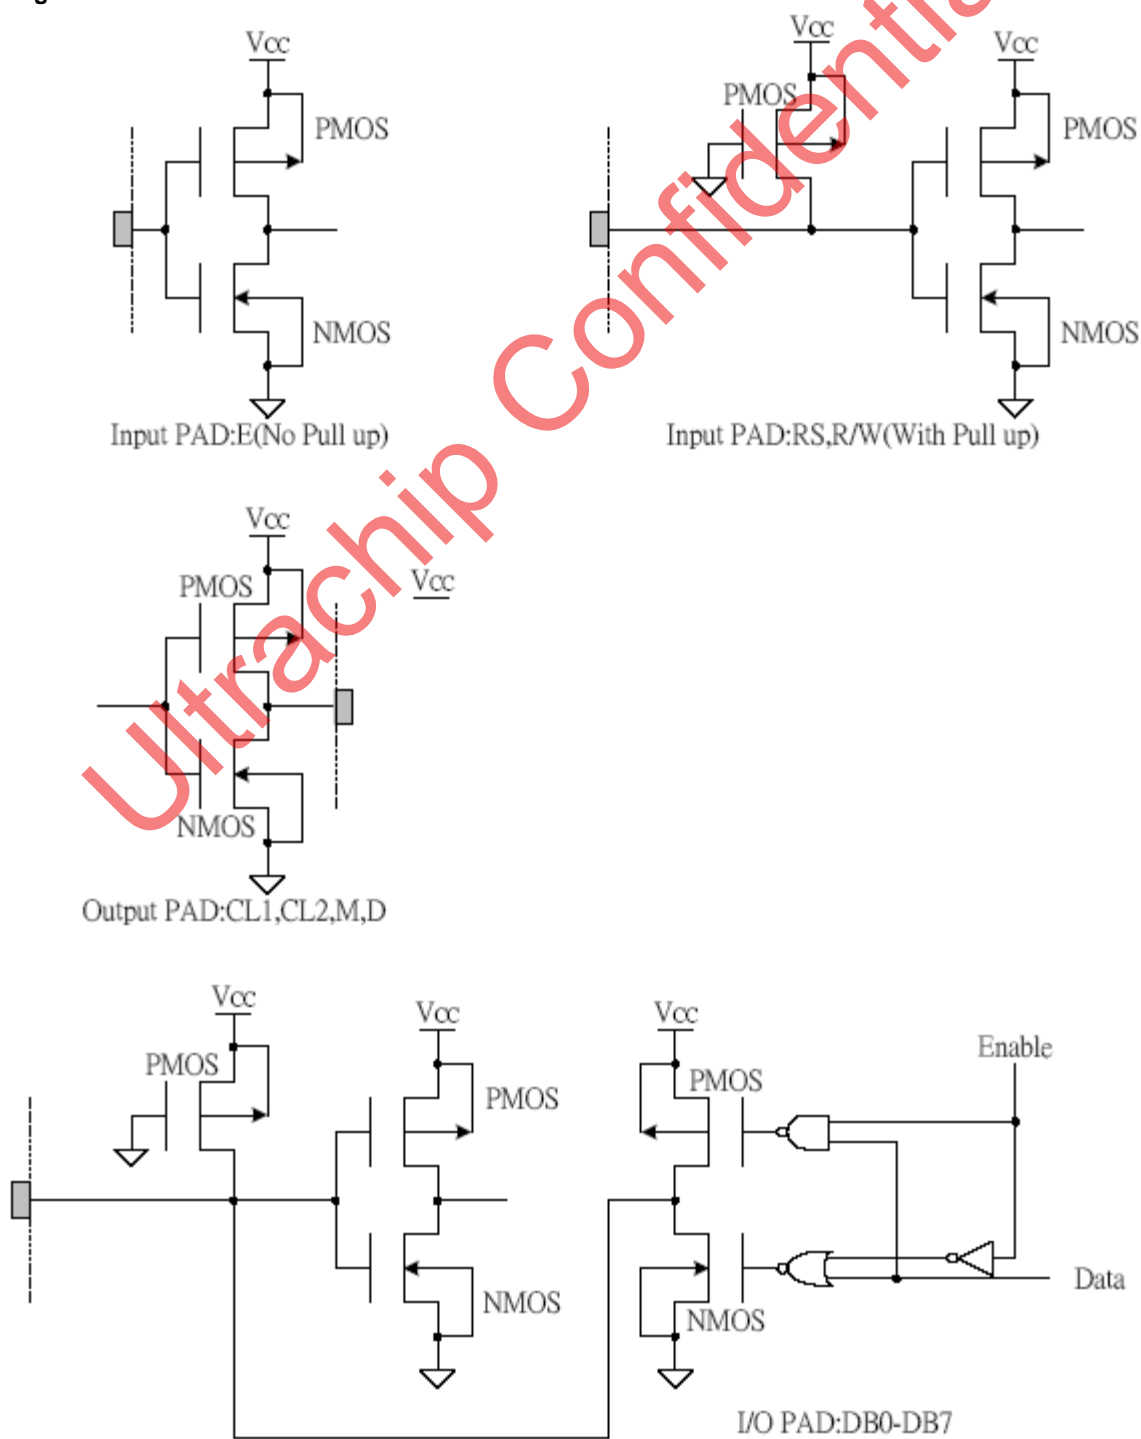 Vcc
PMOS
NMOS
Input PAD:E(No Pull up)
Vcc
PMOS
Vcc
PMOS
NMOS
Input PAD:RS,R/W(With Pull up)
Vcc
PMOS
NMOS
Vcc
Output PAD:CL1,CL2,M,D
Vcc
PMOS
Vcc
PMOS
NMOS
Vcc
PMOS
NMOS
Enable
Data
I/O PAD:DB0-DB7
Ultrachip Confidentia